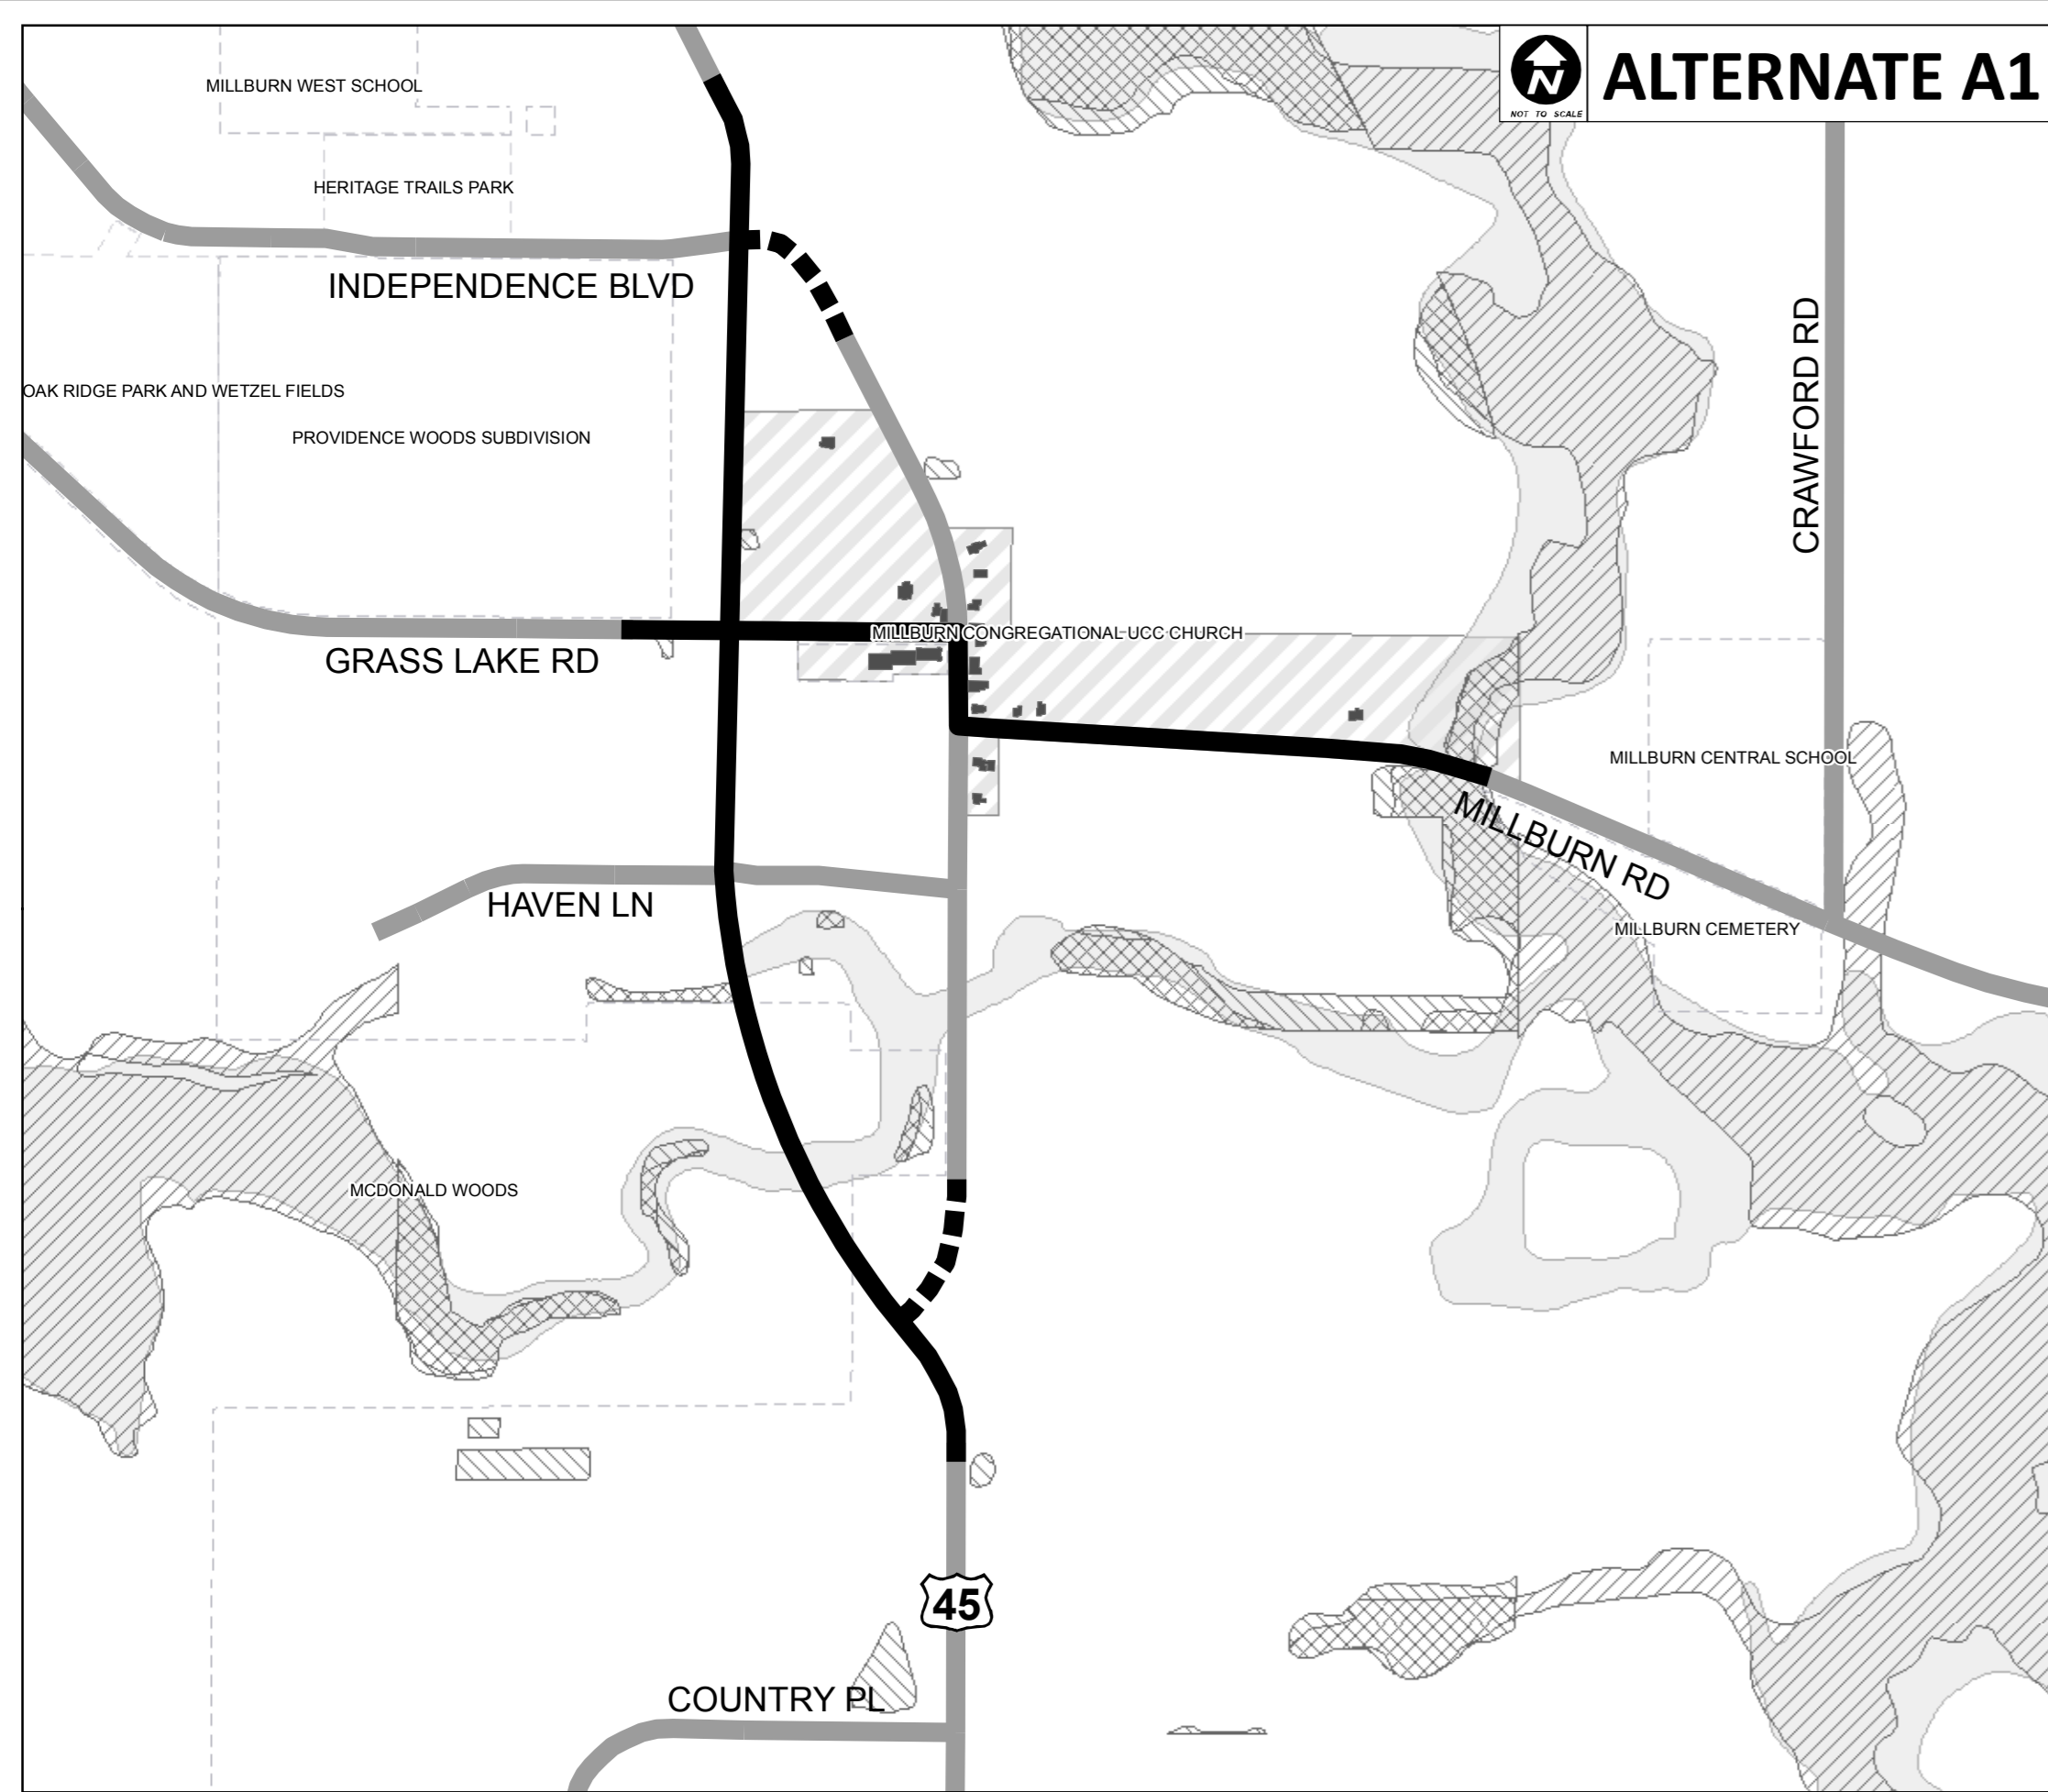 N
NOT TO SCALE
ALTERNATE A1
MILLBURN WEST SCHOOL
HERITAGE TRAILS PARK
INDEPENDENCE BLVD
OAK RIDGE PARK AND WETZEL FIELDS
PROVIDENCE WOODS SUBDIVISION
CRAWFORD RD
MILLBURN CONGREGATIONAL UCC CHURCH
GRASS LAKE RD
MILLBURN CENTRAL SCHOOL
MILLBURN RD
HAVEN LN
MILLBURN CEMETERY
MCDONALD WOODS
45
COUNTRY PL